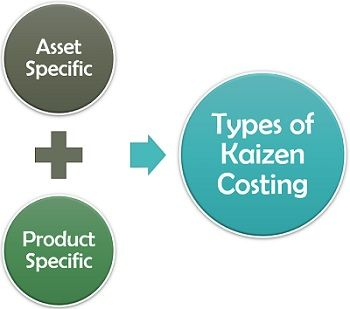 Asset
Specific
Product
Specific
Types of
Kaizen
Costing